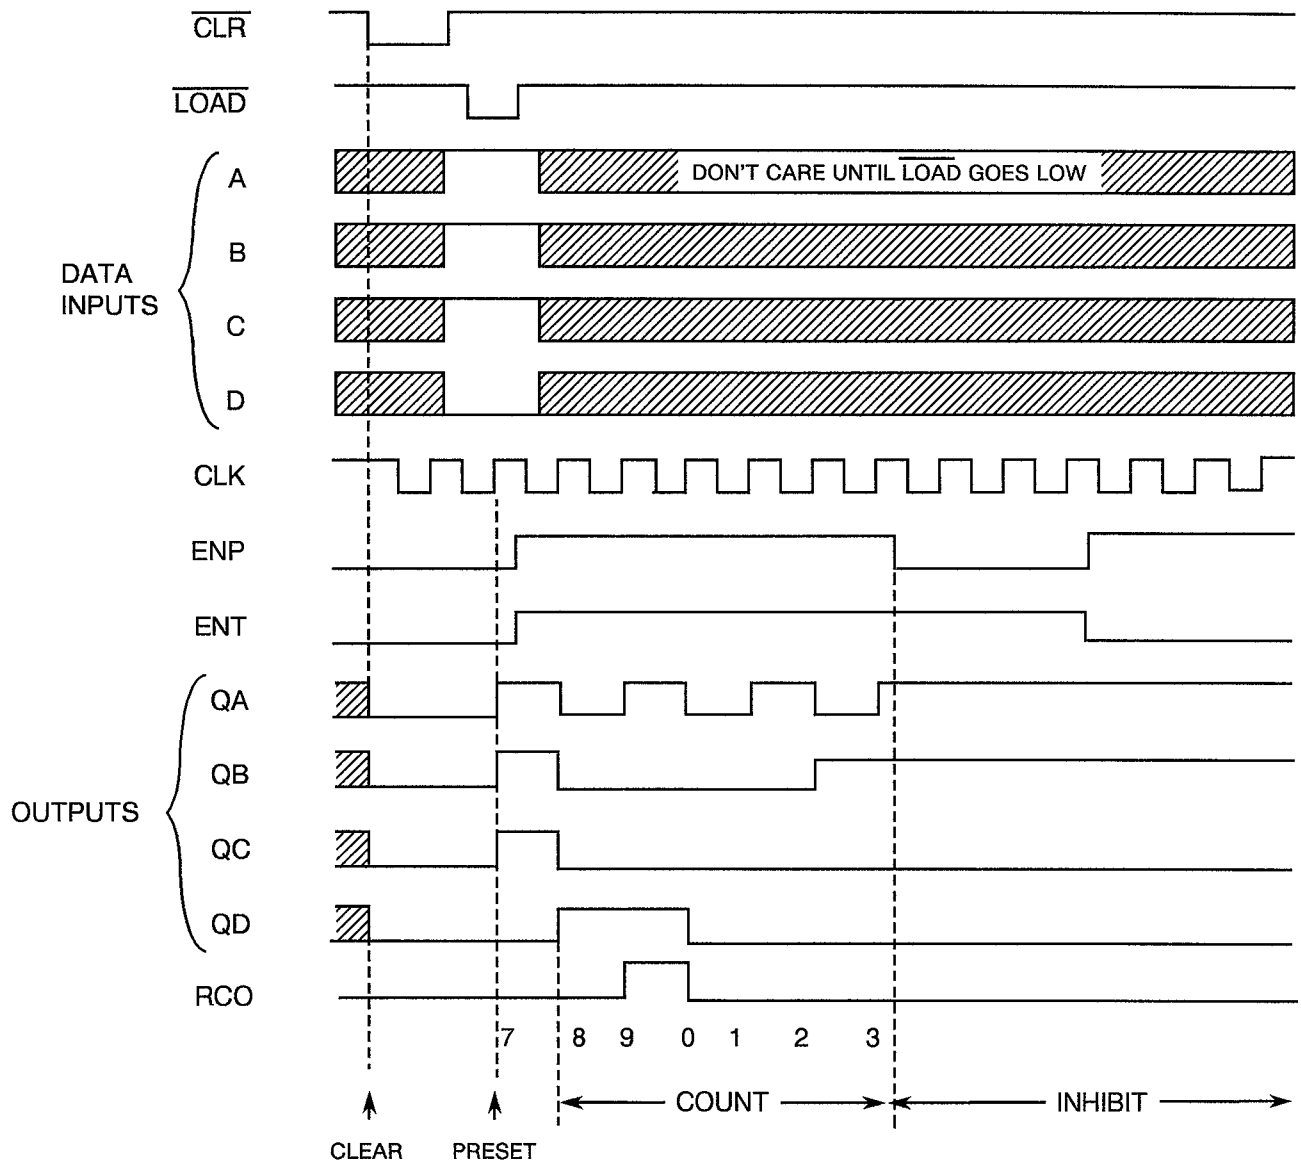 CLR
LOAD
A
DON'T CARE UNTIL LOAD GOES LOW
B
DATA
INPUTS
C
D
CLK
ENP
ENT
QA
QB
OUTPUTS
QC
QD
RCO
7 8 9 0 1 2 3
COUNT INHIBIT
CLEAR PRESET